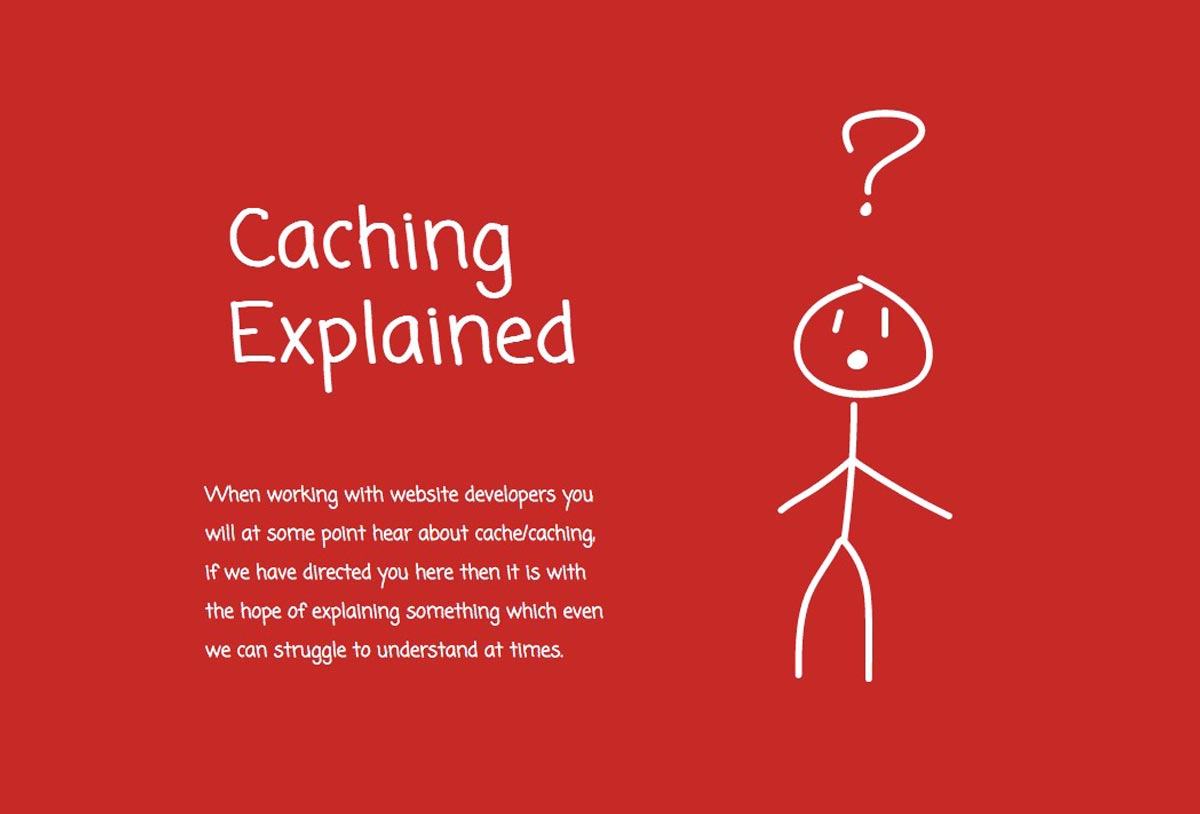 ?
Caching
Explained
When working with website developers you
will at some point hear about cache/caching,
if we have directed you here then it is with
the hope of explaining something which even
we can struggle to understand at times.